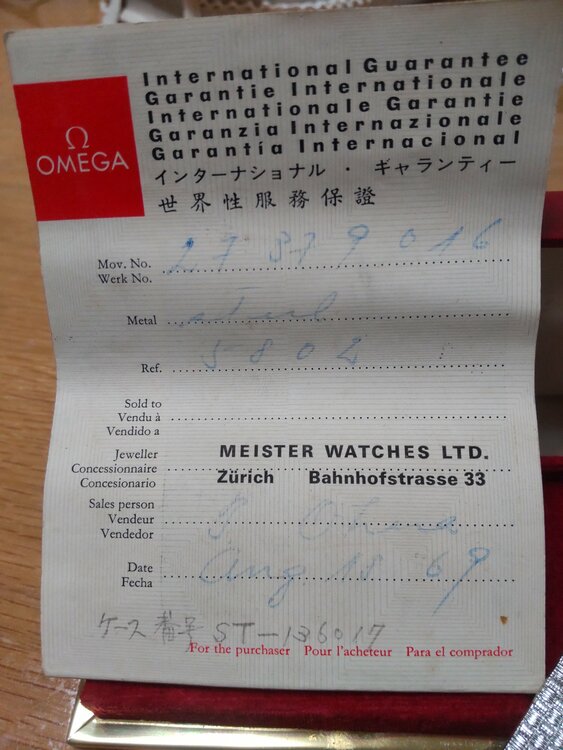 Ω
OMEGA
International Guarantee
Garantie Internationale
Internationale Garantie
Garanzia Internazionale
Garantía Internacional
インターナショナル・ギャランティー
世界性服務保證
Mov. No. 27379016
Werk No.
Metal steel
Ref. 5802
Sold to
Vendu à
Vendido a
Jeweller
Concessionnaire
Concesionario
MEISTER WATCHES LTD.
Zürich Bahnhofstrasse 33
Sales person
Vendeur
Vendedor
Date
Fecha
Aug 18 69
ケース番号 ST-136017
For the purchaser Pour l'acheteur Para el comprador